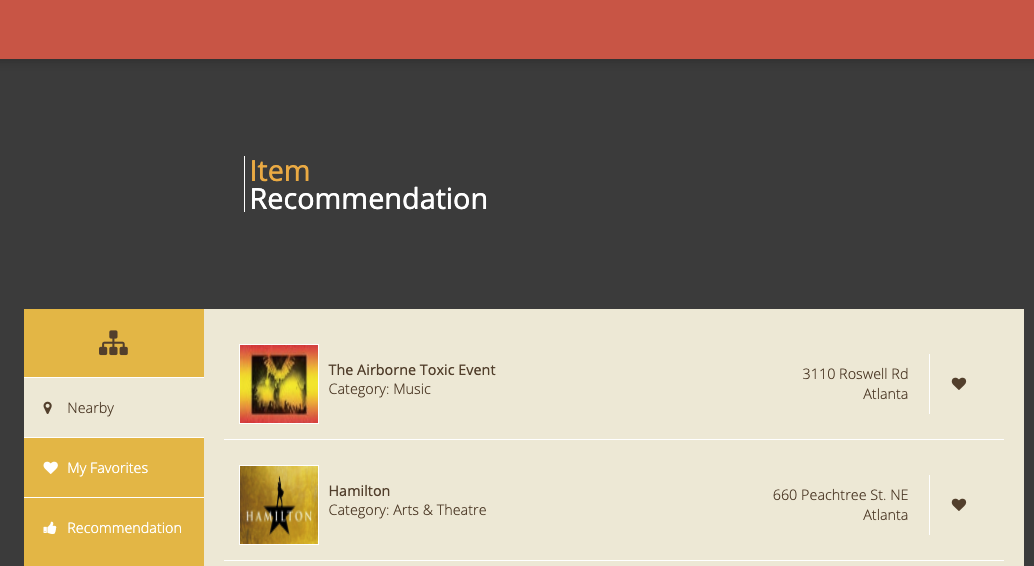 Item
Recommendation
Nearby
My Favorites
Recommendation
The Airborne Toxic Event
Category: Music
3110 Roswell Rd
Atlanta
HAMILTON
Hamilton
Category: Arts & Theatre
660 Peachtree St. NE
Atlanta